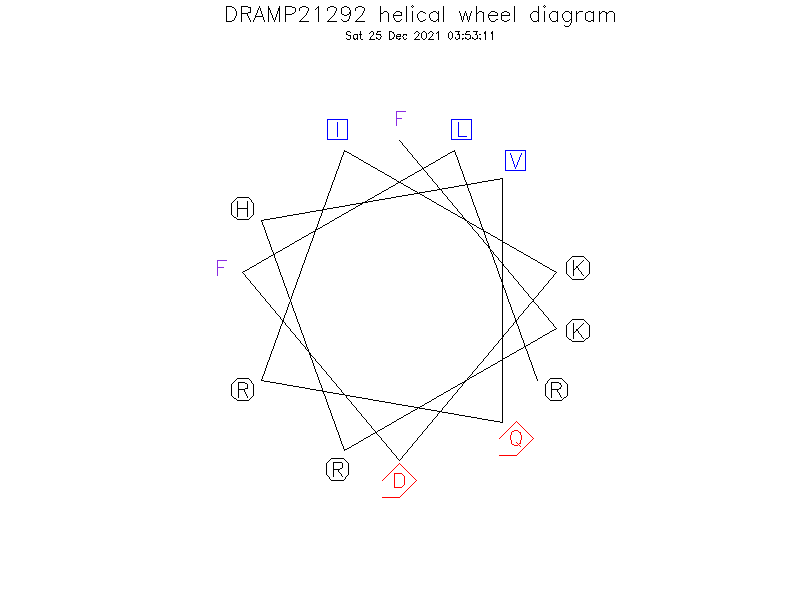 DRAMP21292 helical wheel diagram
Sat 25 Dec 2021 03:53:11
F
I
L
V
H
F
K
K
R
R
Q
R
D